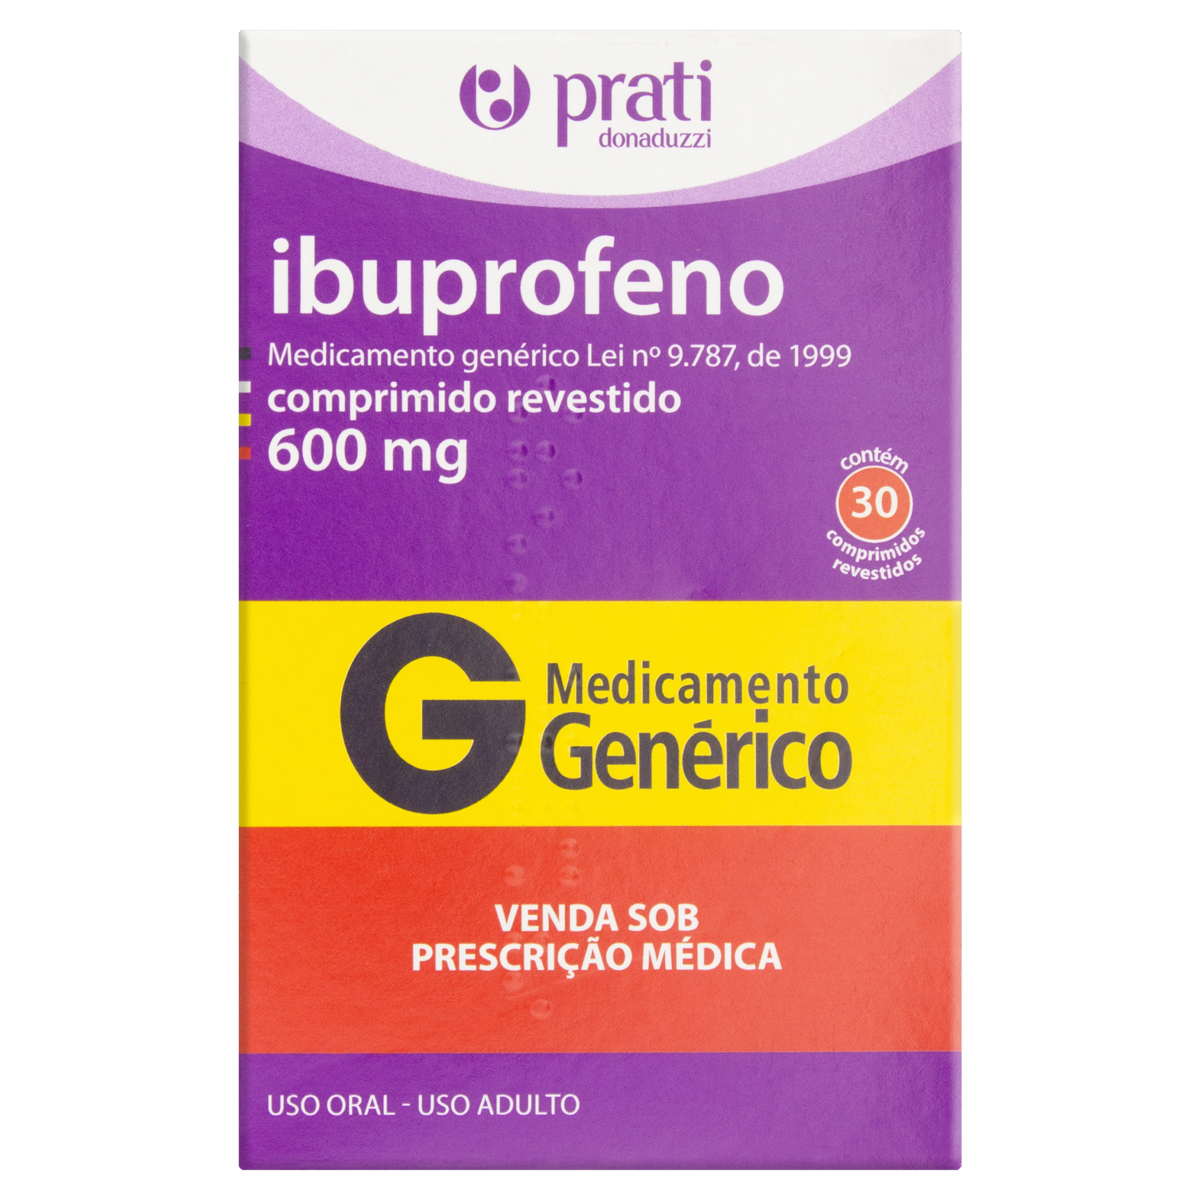 prati
donaduzzi
ibuprofeno
Medicamento genérico Lei nº 9.787, de 1999
comprimido revestido
600 mg
contém
30
comprimidos
revestidos
G Medicamento
Genérico
VENDA SOB
PRESCRIÇÃO MÉDICA
USO ORAL - USO ADULTO